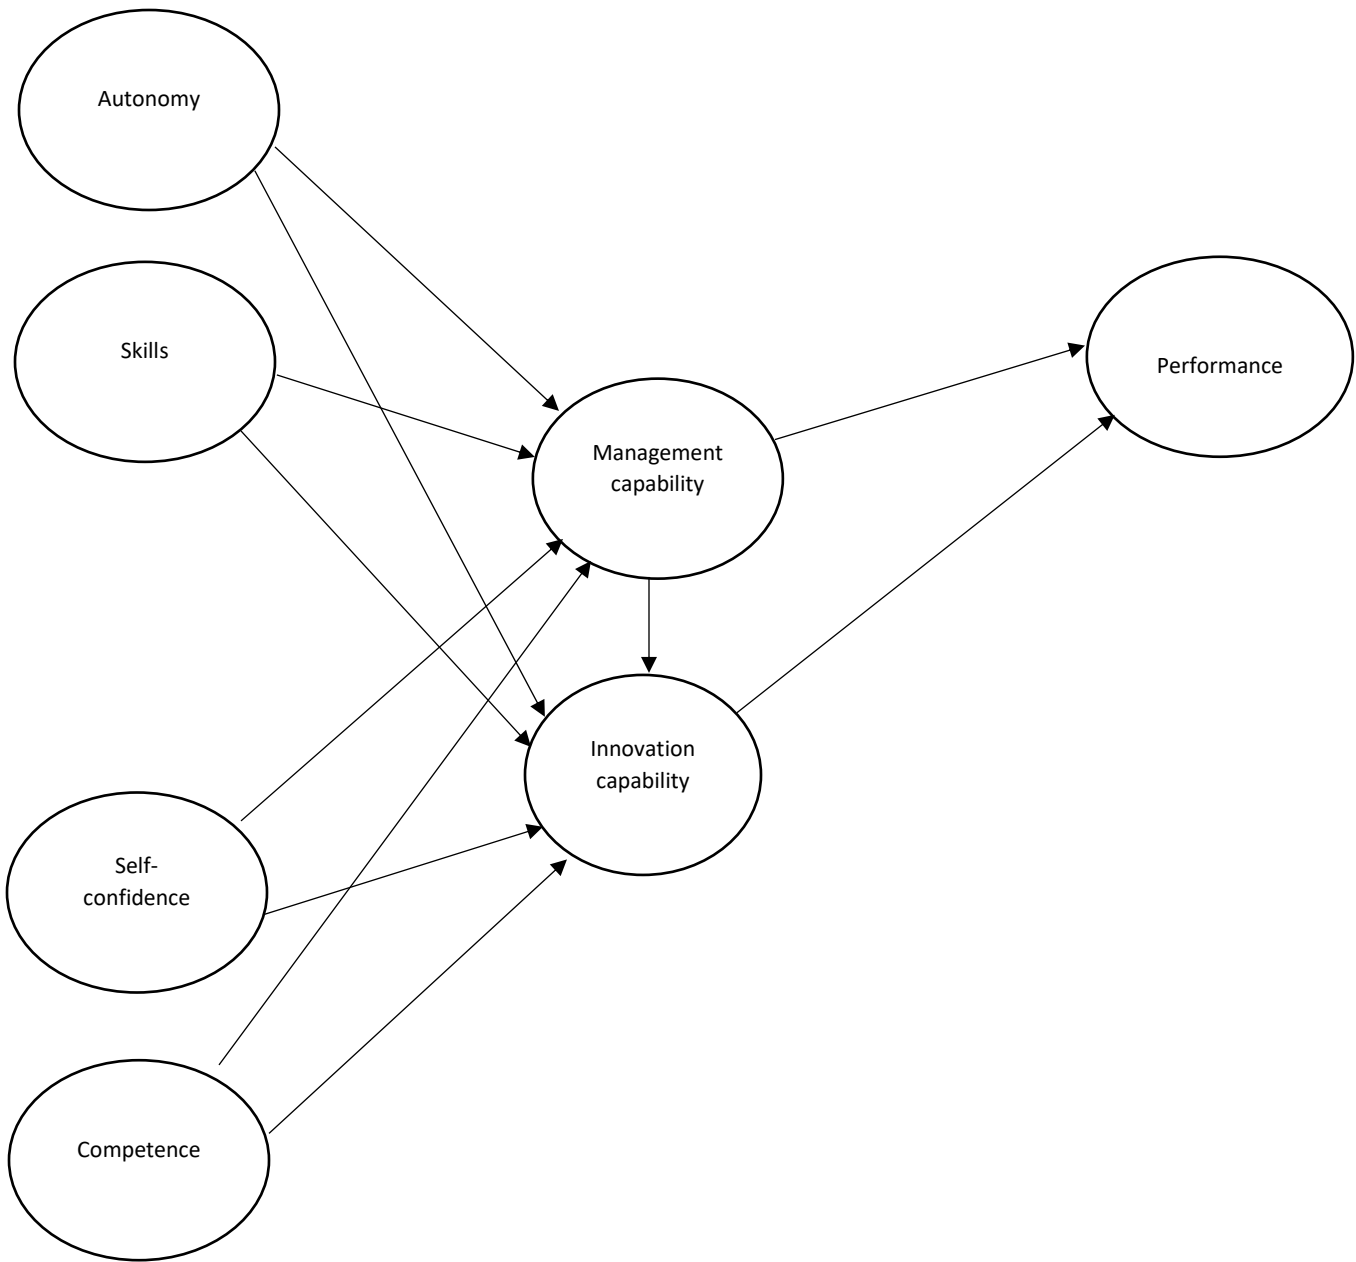 Autonomy
Skills
Performance
Management
capability
Innovation
capability
Self-
confidence
Competence